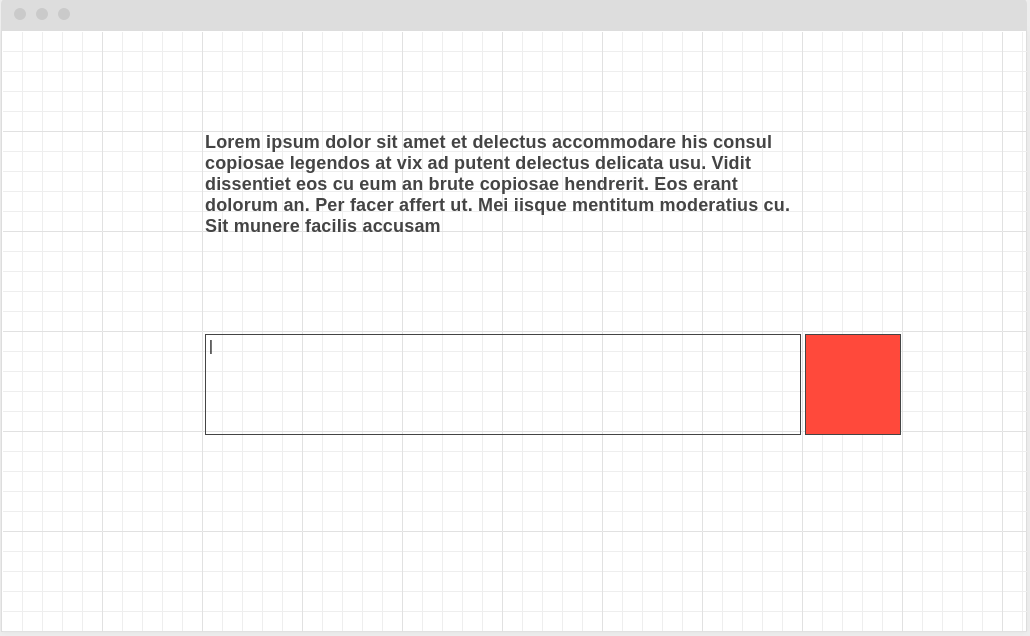 Lorem ipsum dolor sit amet et delectus accommodare his consul
copiosae legendos at vix ad putent delectus delicata usu. Vidit
dissentiet eos cu eum an brute copiosae hendrerit. Eos erant
dolorum an. Per facer affert ut. Mei iisque mentitum moderatius cu.
Sit munere facilis accusam